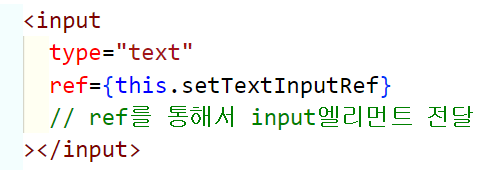 <input
type="text"
ref={this.setTextInputRef}
// ref를 통해서 input엘리먼트 전달
></input>